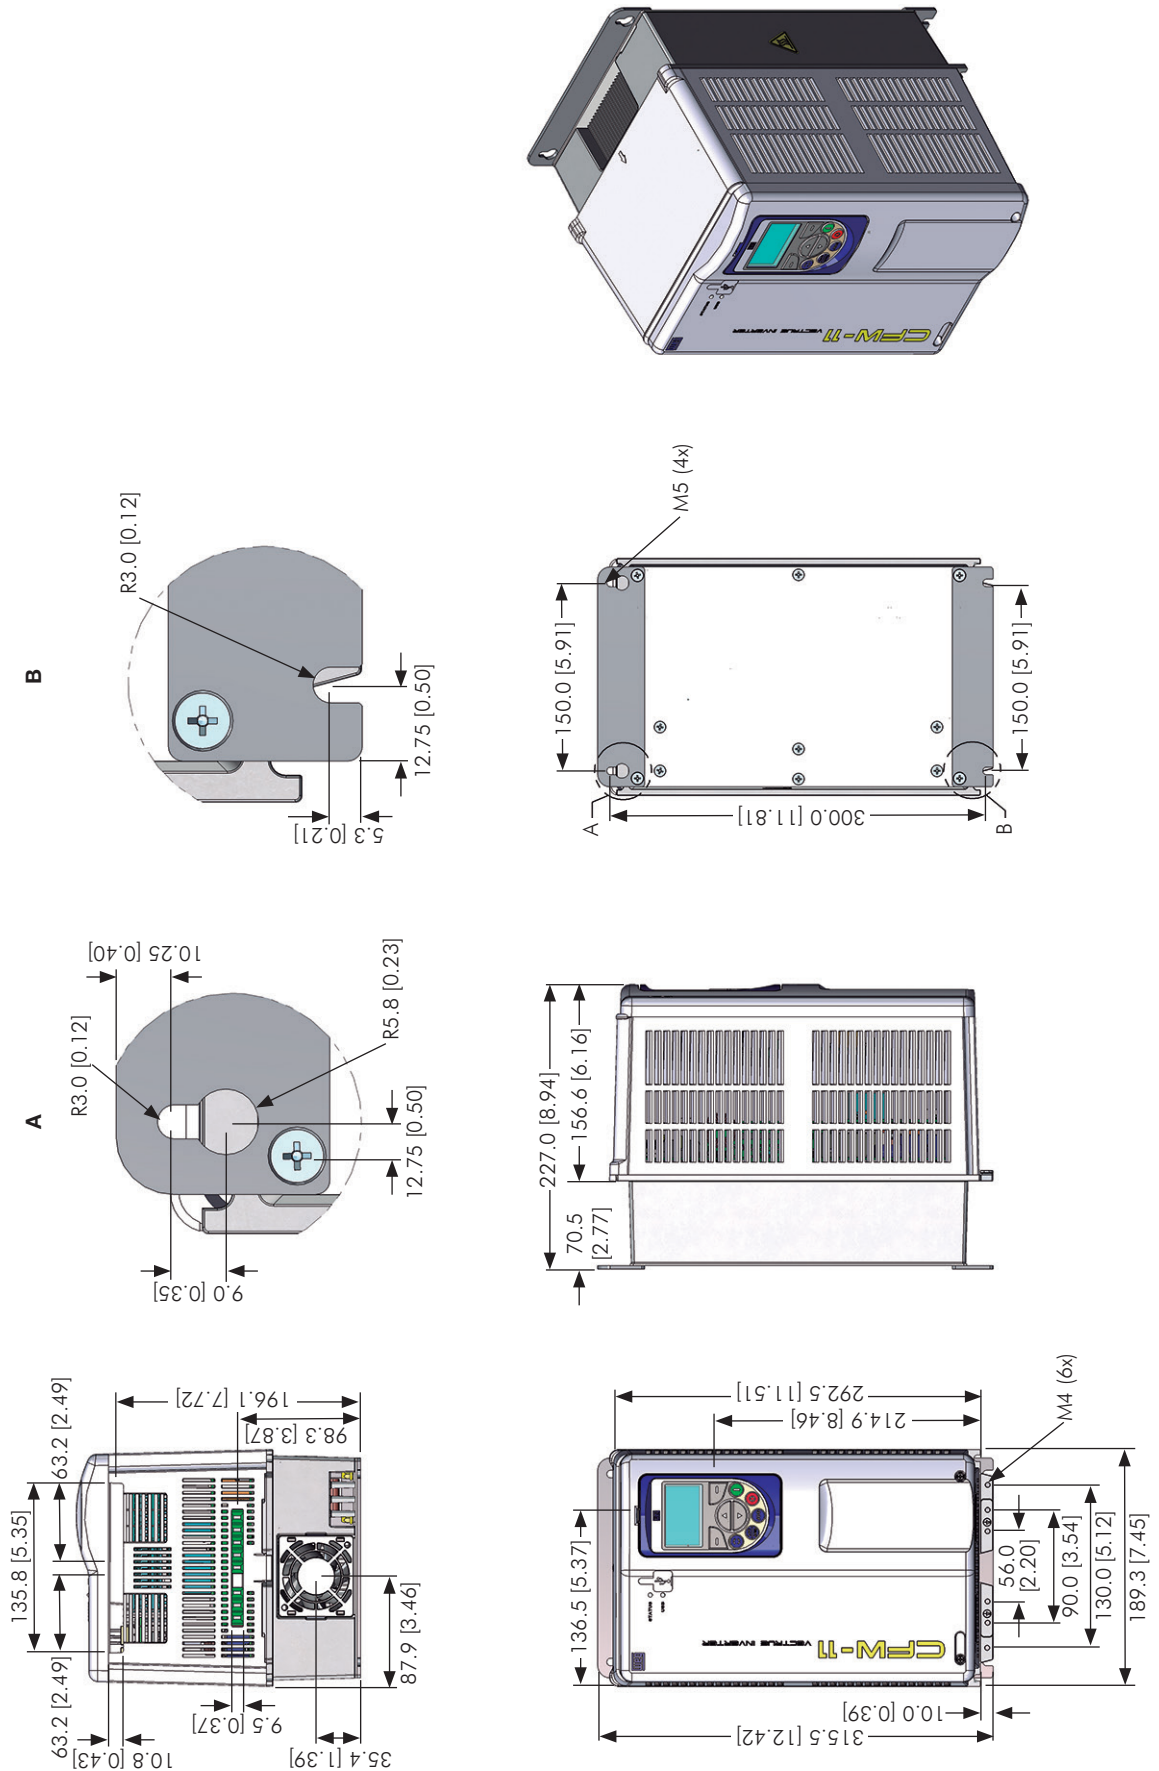 CFW-11
VECTRUE INVERTER
B
R3.0 [0.12]
12.75 [0.50]
5.3 [0.21]
M5 (4x)
150.0 [5.91]
150.0 [5.91]
A
300.0 [11.81]
B
A
10.25 [0.40]
R3.0 [0.12]
R5.8 [0.23]
12.75 [0.50]
9.0 [0.35]
227.0 [8.94]
156.6 [6.16]
70.5
[2.77]
63.2 [2.49]
135.8 [5.35]
63.2 [2.49]
196.1 [7.72]
98.3 [3.87]
10.8 [0.43]
9.5 [0.37]
35.4 [1.39]
87.9 [3.46]
292.5 [11.51]
214.9 [8.46]
M4 (6x)
136.5 [5.37]
STATUS
USB
CFW-11
VECTRUE INVERTER
56.0
[2.20]
90.0 [3.54]
130.0 [5.12]
189.3 [7.45]
10.0 [0.39]
315.5 [12.42]